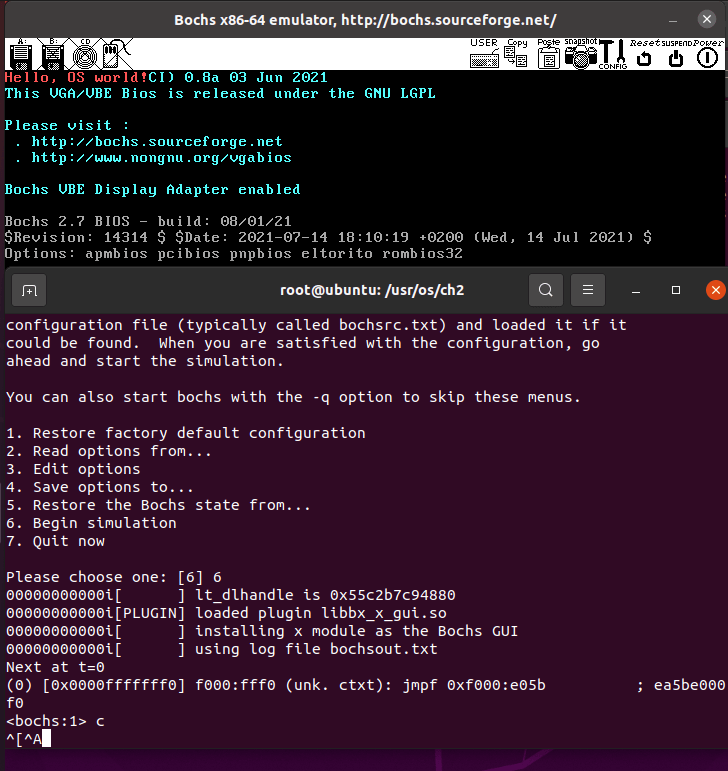 Bochs x86-64 emulator, http://bochs.sourceforge.net/
A: B: CD USER Copy Paste snapshot CONFIG Reset SUSPEND Power
Hello, OS world!CI) 0.8a 03 Jun 2021
This VGA/VBE Bios is released under the GNU LGPL
Please visit :
. http://bochs.sourceforge.net
. http://www.nongnu.org/vgabios
Bochs VBE Display Adapter enabled
Bochs 2.7 BIOS - build: 08/01/21
$Revision: 14314 $ $Date: 2021-07-14 18:10:19 +0200 (Wed, 14 Jul 2021) $
Options: apmbios pcibios pnpbios eltorito rombios32
root@ubuntu: /usr/os/ch2
configuration file (typically called bochsrc.txt) and loaded it if it
could be found.  When you are satisfied with the configuration, go
ahead and start the simulation.
You can also start bochs with the -q option to skip these menus.
1. Restore factory default configuration
2. Read options from...
3. Edit options
4. Save options to...
5. Restore the Bochs state from...
6. Begin simulation
7. Quit now
Please choose one: [6] 6
00000000000i[      ] lt_dlhandle is 0x55c2b7c94880
00000000000i[PLUGIN] loaded plugin libbx_x_gui.so
00000000000i[      ] installing x module as the Bochs GUI
00000000000i[      ] using log file bochsout.txt
Next at t=0
(0) [0x0000fffffff0] f000:fff0 (unk. ctxt): jmpf 0xf000:e05b          ; ea5be000
f0
<bochs:1> c
^[^A